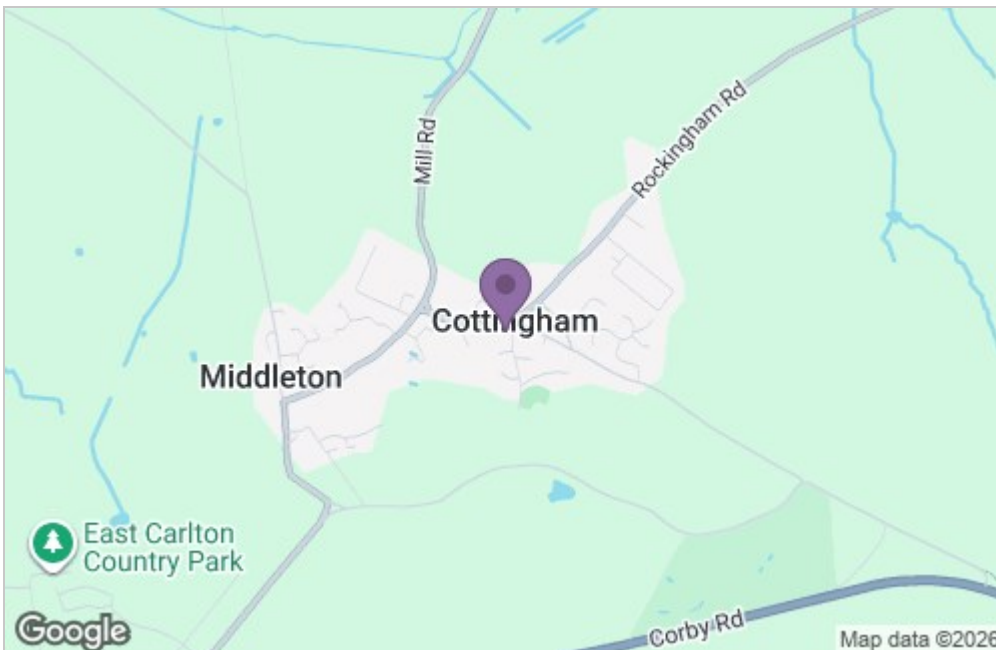 Mill Rd
Rockingham Rd
Cottingham
Middleton
East Carlton
Country Park
Corby Rd
Google
Map data ©2026